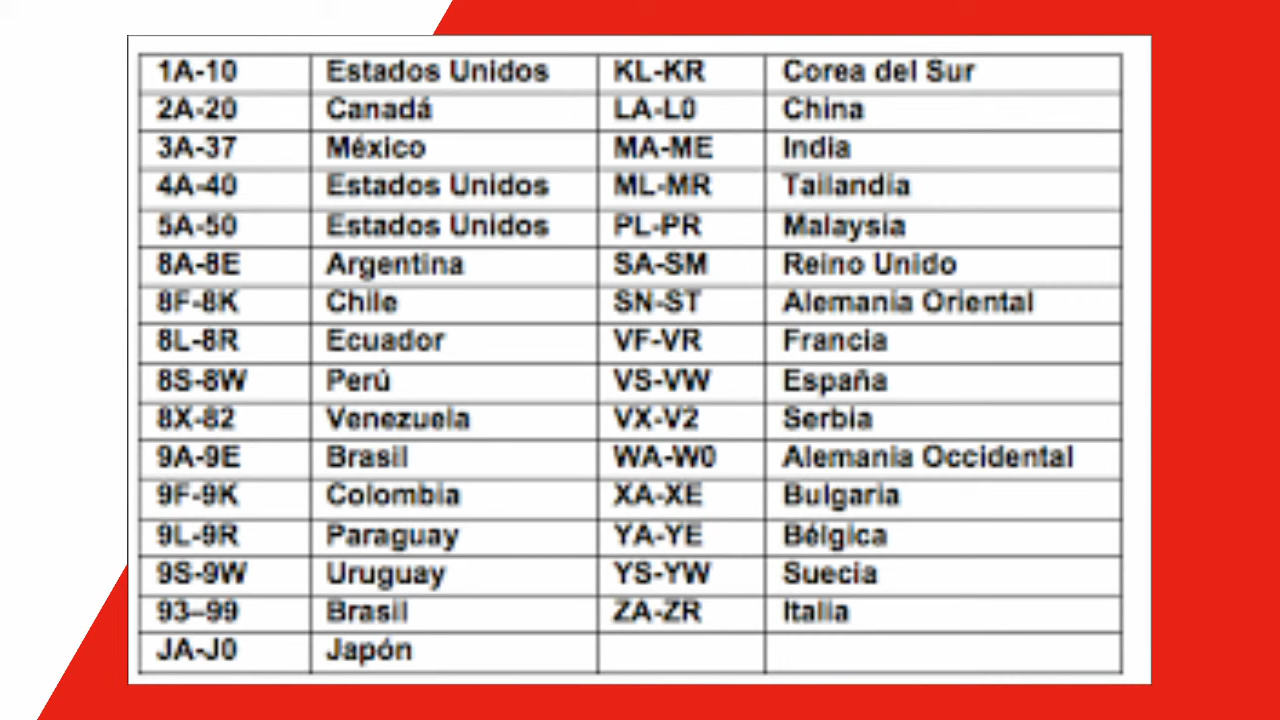 1A-10 Estados Unidos KL-KR Corea del Sur
2A-20 Canadá LA-L0 China
3A-37 México MA-ME India
4A-40 Estados Unidos ML-MR Tailandia
5A-50 Estados Unidos PL-PR Malaysia
8A-8E Argentina SA-SM Reino Unido
8F-8K Chile SN-ST Alemania Oriental
8L-8R Ecuador VF-VR Francia
8S-8W Perú VS-VW España
8X-82 Venezuela VX-V2 Serbia
9A-9E Brasil WA-W0 Alemania Occidental
9F-9K Colombia XA-XE Bulgaria
9L-9R Paraguay YA-YE Bélgica
9S-9W Uruguay YS-YW Suecia
93–99 Brasil ZA-ZR Italia
JA-J0 Japón